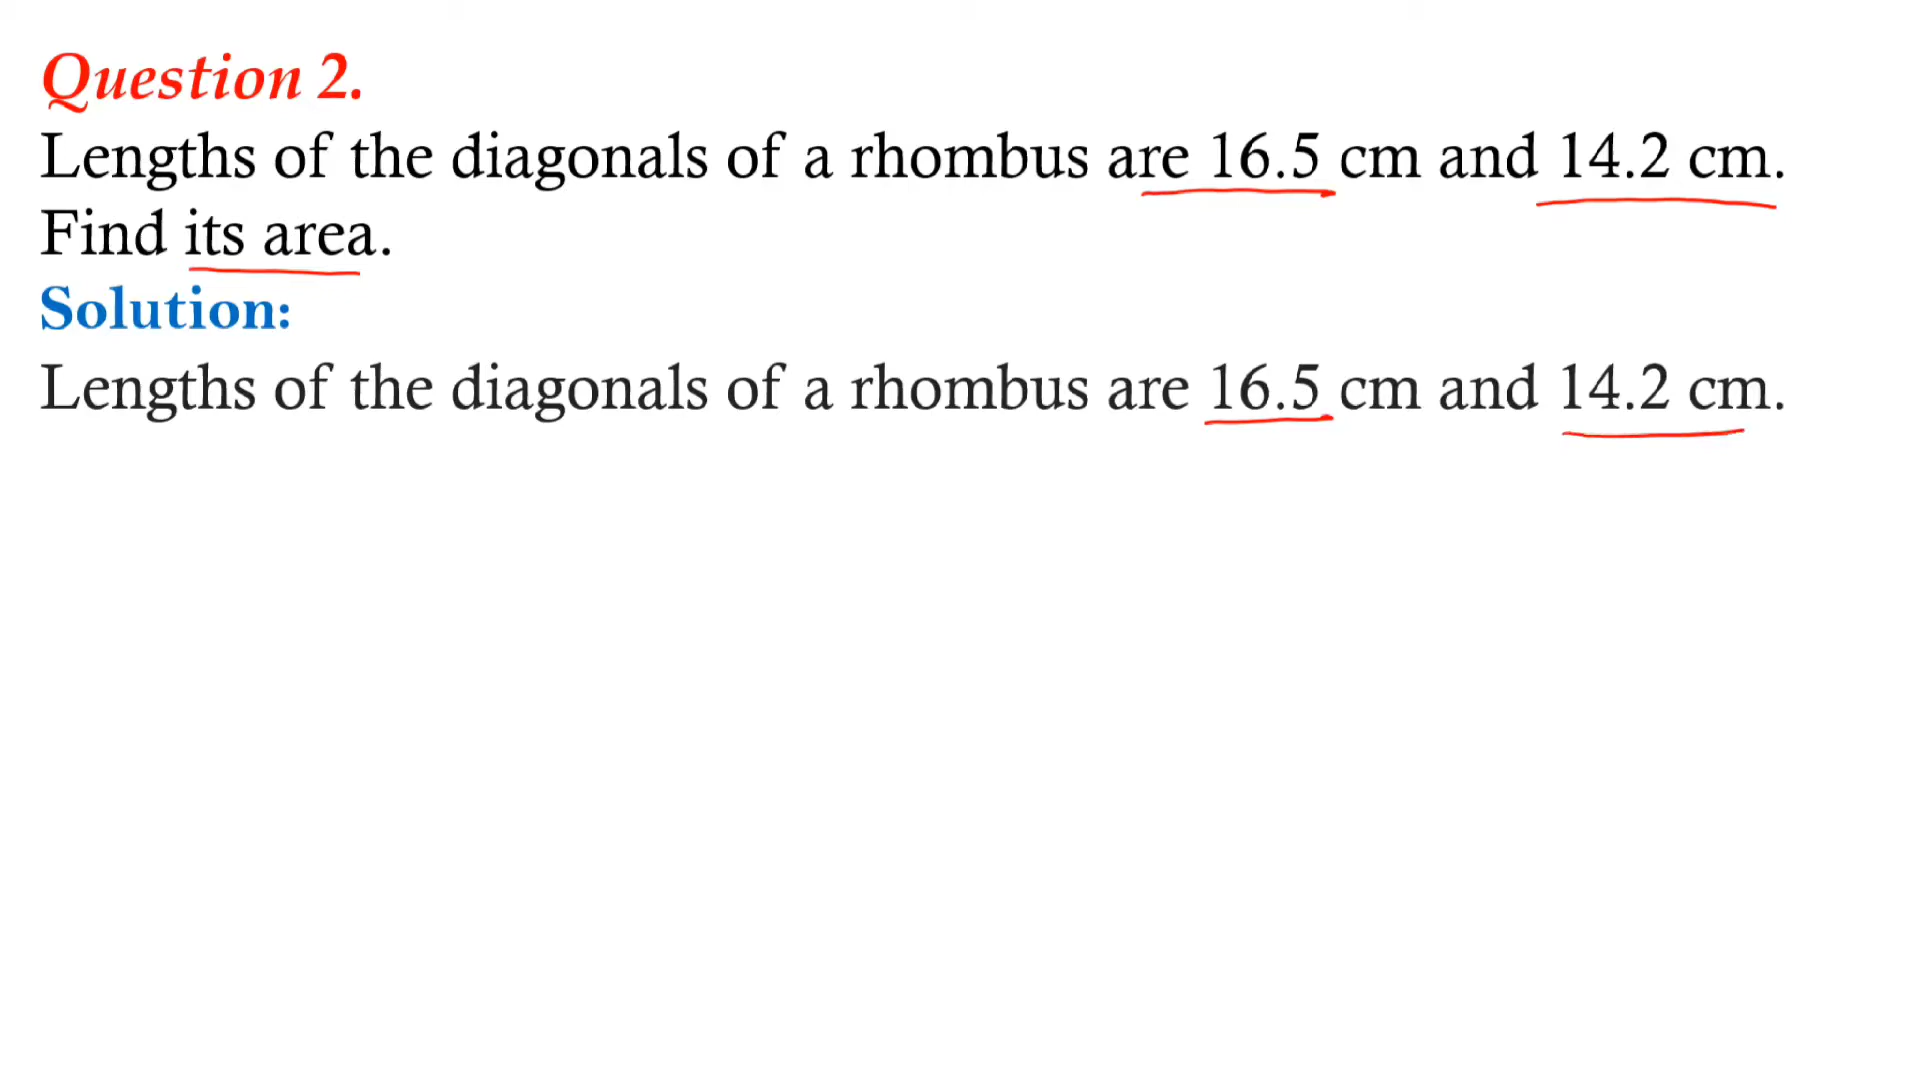 Question 2.
Lengths of the diagonals of a rhombus are 16.5 cm and 14.2 cm.
Find its area.
Solution:
Lengths of the diagonals of a rhombus are 16.5 cm and 14.2 cm.